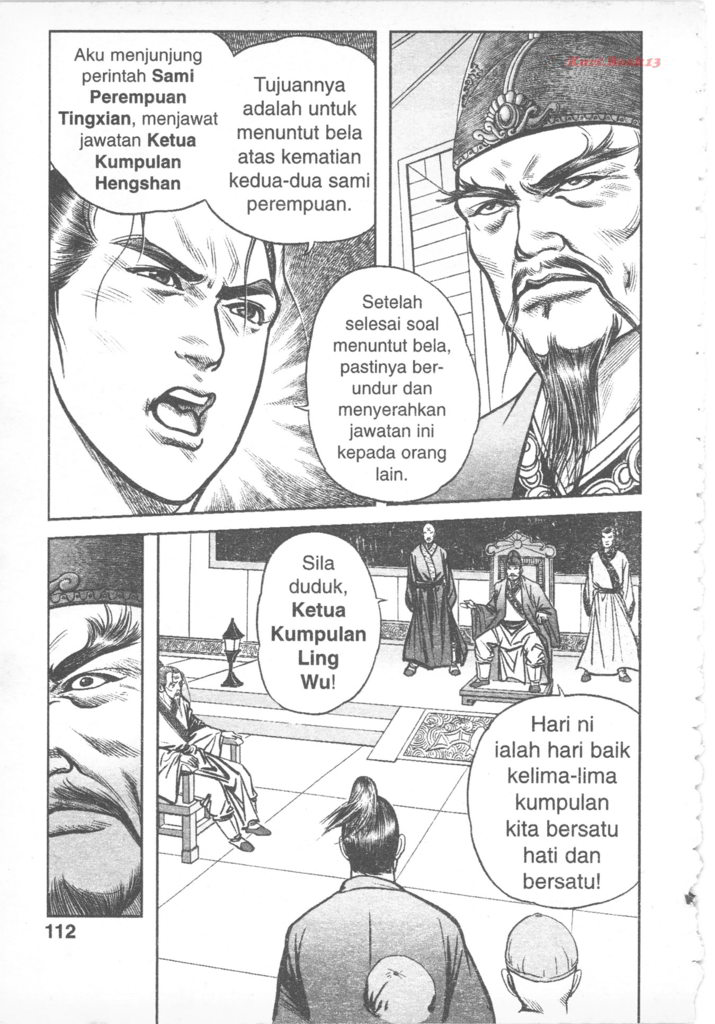 Aku menjunjung
perintah Sami
Perempuan
Tingxian, menjawat
jawatan Ketua
Kumpulan
Hengshan
Tujuannya
adalah untuk
menuntut bela
atas kematian
kedua-dua sami
perempuan.
Setelah
selesai soal
menuntut bela,
pastinya ber-
undur dan
menyerahkan
jawatan ini
kepada orang
lain.
Sila
duduk,
Ketua
Kumpulan
Ling
Wu!
Hari ni
ialah hari baik
kelima-lima
kumpulan
kita bersatu
hati dan
bersatu!
112